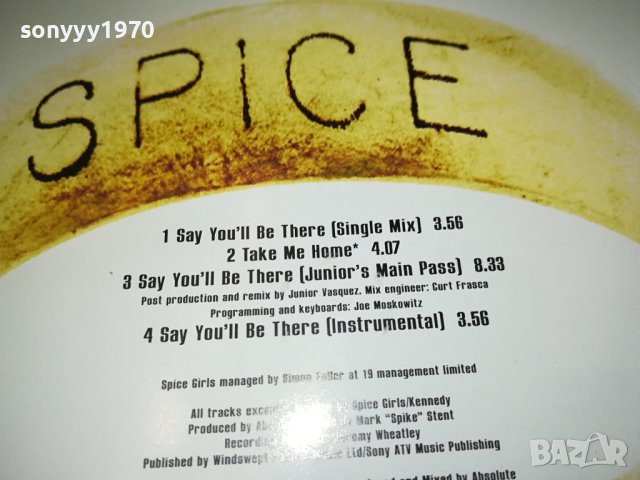 sonyyy1970
SPICE
1 Say You'll Be There (Single Mix) 3.56
2 Take Me Home* 4.07
3 Say You'll Be There (Junior's Main Pass) 8.33
Post production and remix by Junior Vasquez. Mix engineer: Curt Frasca
Programming and keyboards: Joe Moskowitz
4 Say You'll Be There (Instrumental) 3.56
Spice Girls managed by Simon Fuller at 19 management limited
All tracks Spice Girls/Kennedy
Produced by Mark "Spike" Stent
Wheatley
Published by Windswept Ltd/Sony ATV Music Publishing
and Mixed by Absolute
bazar